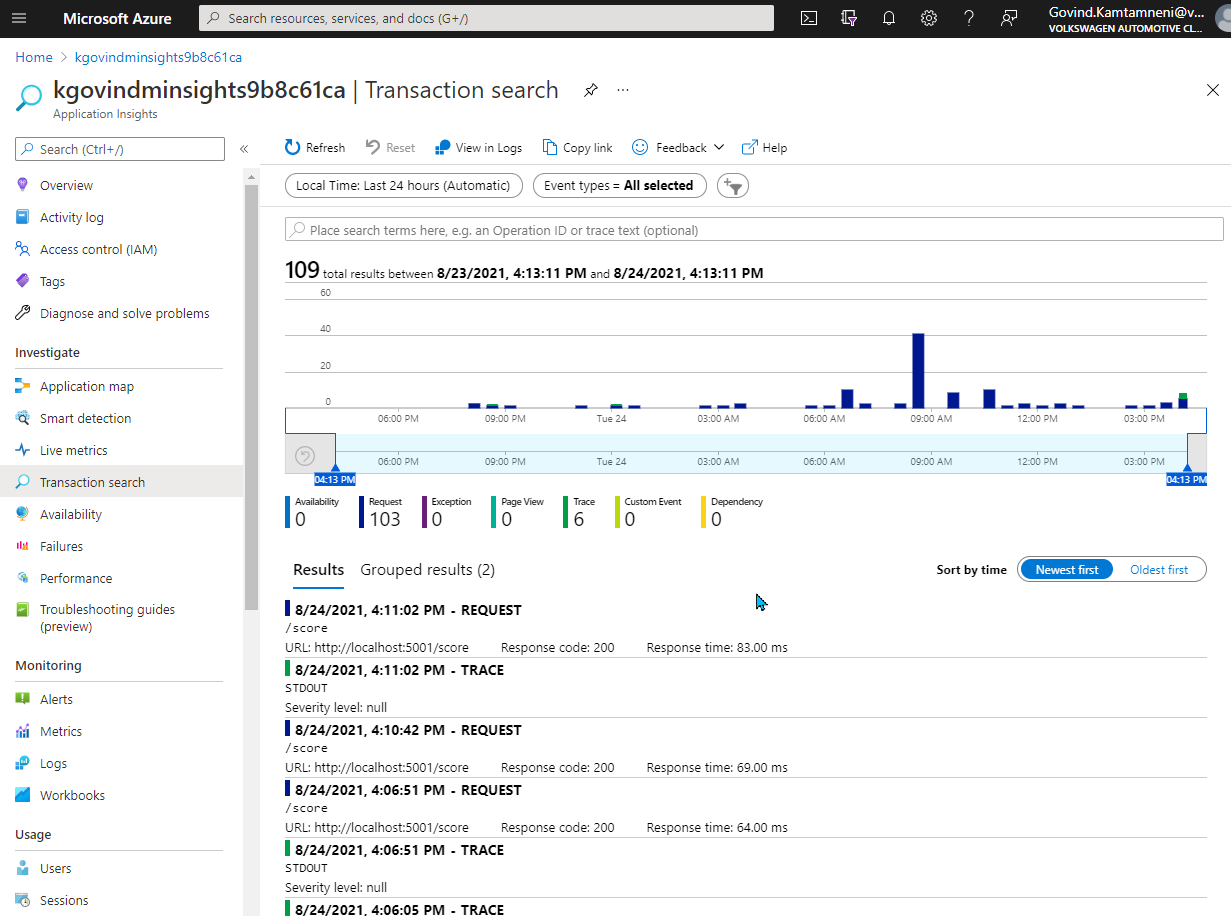 Microsoft Azure
Search resources, services, and docs (G+/)
Govind.Kamtamneni@v...
VOLKSWAGEN AUTOMOTIVE CL...
Home > kgovindminsights9b8c61ca
kgovindminsights9b8c61ca | Transaction search
Application Insights
Search (Ctrl+/)
Overview
Activity log
Access control (IAM)
Tags
Diagnose and solve problems
Investigate
Application map
Smart detection
Live metrics
Transaction search
Availability
Failures
Performance
Troubleshooting guides
(preview)
Monitoring
Alerts
Metrics
Logs
Workbooks
Usage
Users
Sessions
Refresh Reset View in Logs Copy link Feedback Help
Local Time: Last 24 hours (Automatic) Event types = All selected
Place search terms here, e.g. an Operation ID or trace text (optional)
109 total results between 8/23/2021, 4:13:11 PM and 8/24/2021, 4:13:11 PM
60
40
20
0
06:00 PM 09:00 PM Tue 24 03:00 AM 06:00 AM 09:00 AM 12:00 PM 03:00 PM
06:00 PM 09:00 PM Tue 24 03:00 AM 06:00 AM 09:00 AM 12:00 PM 03:00 PM
04:13 PM 04:13 PM
Availability Request Exception Page View Trace Custom Event Dependency
0 103 0 0 6 0 0
Results Grouped results (2)
Sort by time Newest first Oldest first
8/24/2021, 4:11:02 PM - REQUEST
/score
URL: http://localhost:5001/score Response code: 200 Response time: 83.00 ms
8/24/2021, 4:11:02 PM - TRACE
STDOUT
Severity level: null
8/24/2021, 4:10:42 PM - REQUEST
/score
URL: http://localhost:5001/score Response code: 200 Response time: 69.00 ms
8/24/2021, 4:06:51 PM - REQUEST
/score
URL: http://localhost:5001/score Response code: 200 Response time: 64.00 ms
8/24/2021, 4:06:51 PM - TRACE
STDOUT
Severity level: null
8/24/2021, 4:06:05 PM - TRACE